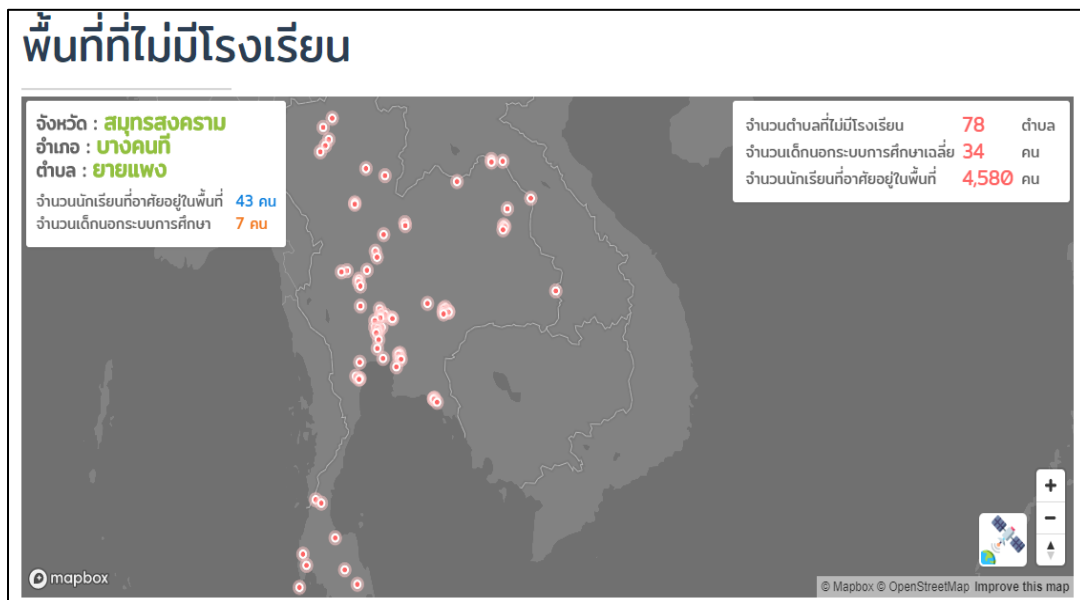 พื้นที่ที่ไม่มีโรงเรียน
จังหวัด : สมุทรสงคราม
อำเภอ : บางคนที
ตำบล : ยายแพง
จำนวนนักเรียนที่อาศัยอยู่ในพื้นที่ 43 คน
จำนวนเด็กนอกระบบการศึกษา 7 คน
จำนวนตำบลที่ไม่มีโรงเรียน 78 ตำบล
จำนวนเด็กนอกระบบการศึกษาเฉลี่ย 34 คน
จำนวนนักเรียนที่อาศัยอยู่ในพื้นที่ 4,580 คน
mapbox
© Mapbox © OpenStreetMap Improve this map